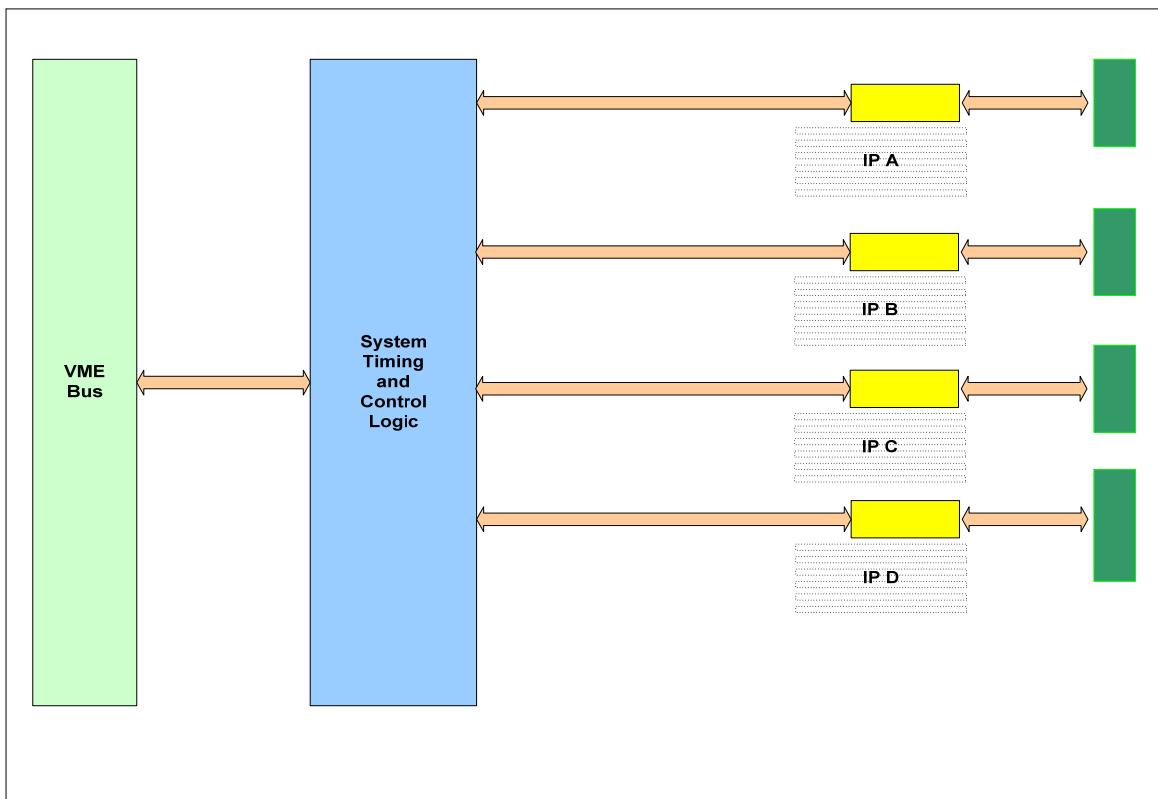 VME
Bus
System
Timing
and
Control
Logic
IP A
IP B
IP C
IP D